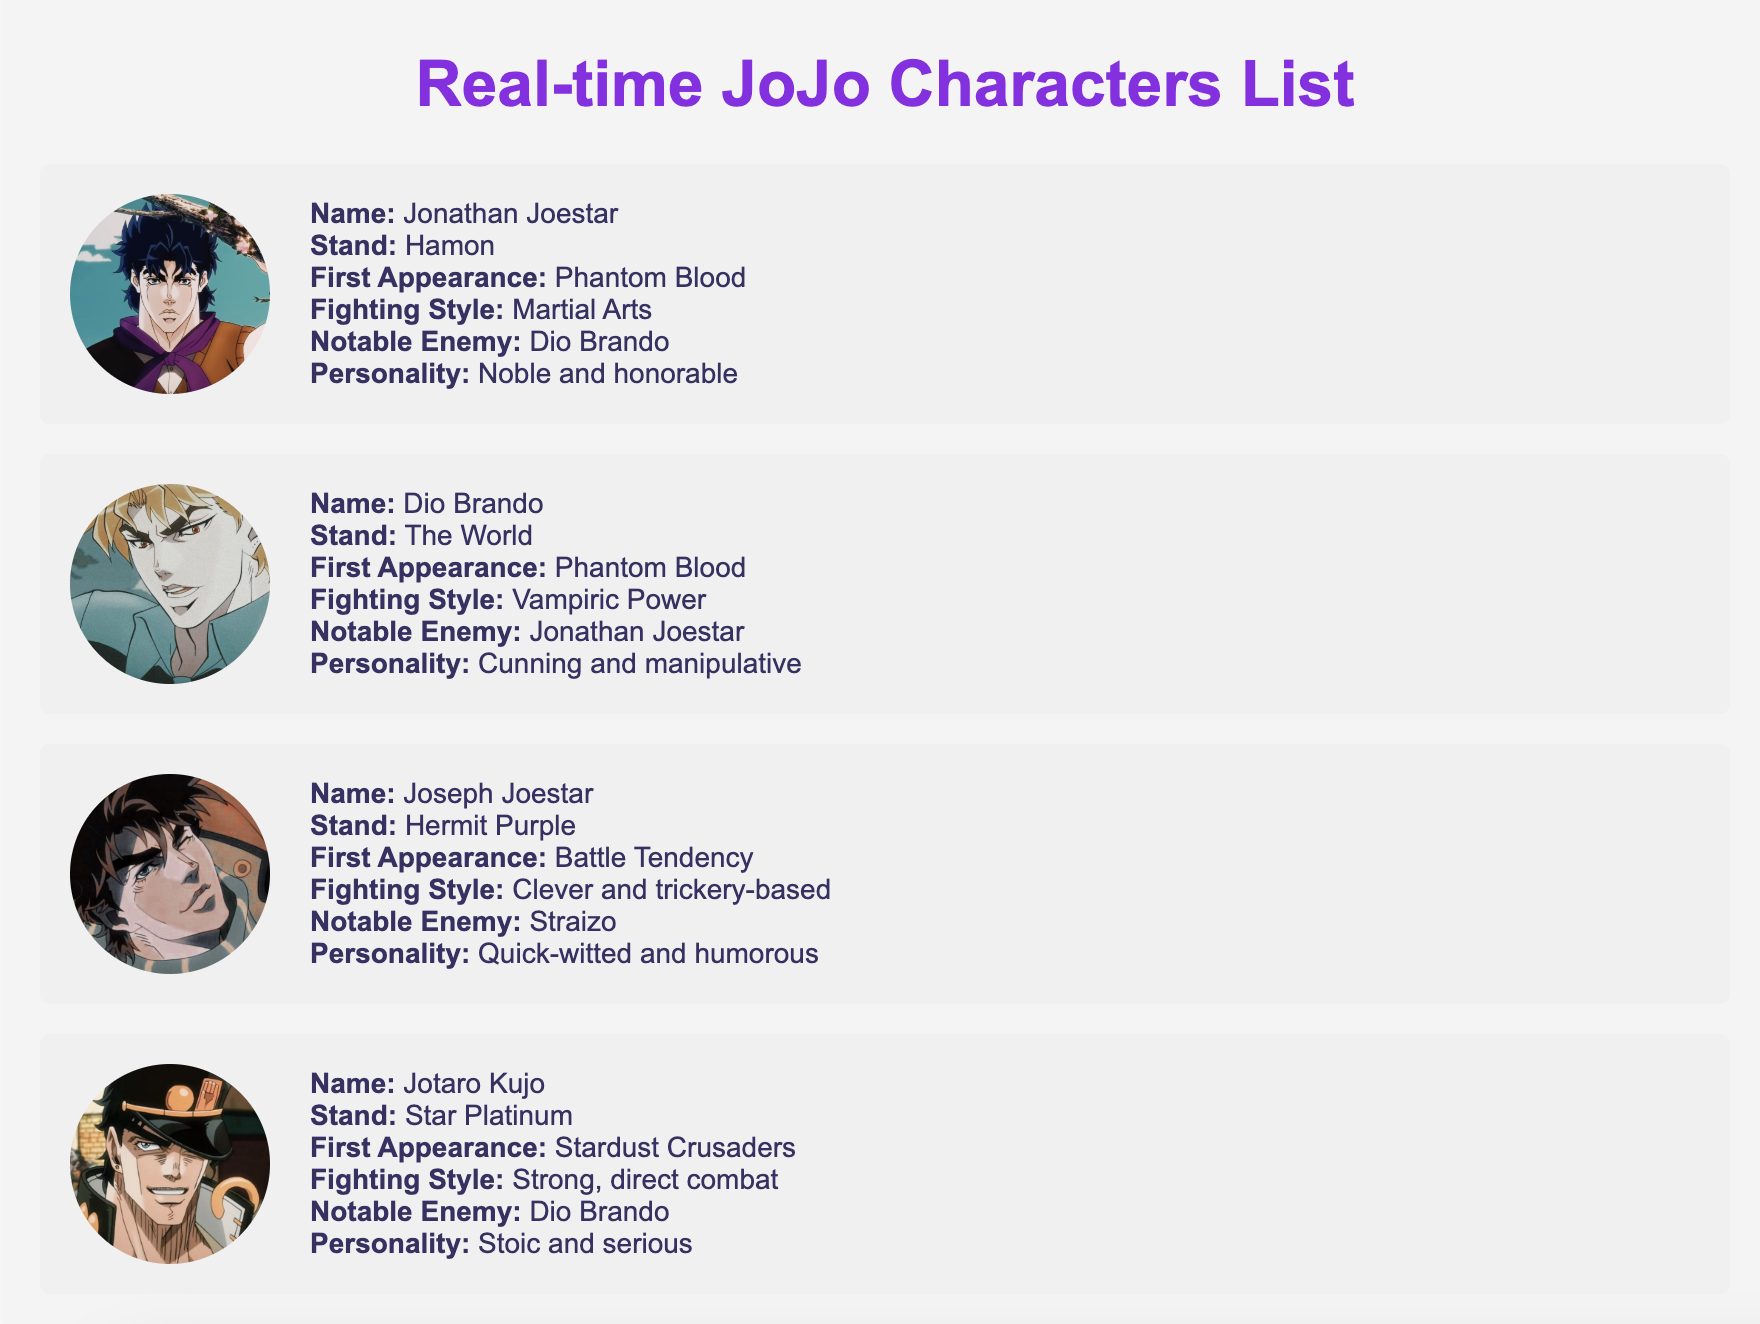 Real-time JoJo Characters List
Name: Jonathan Joestar
Stand: Hamon
First Appearance: Phantom Blood
Fighting Style: Martial Arts
Notable Enemy: Dio Brando
Personality: Noble and honorable
Name: Dio Brando
Stand: The World
First Appearance: Phantom Blood
Fighting Style: Vampiric Power
Notable Enemy: Jonathan Joestar
Personality: Cunning and manipulative
Name: Joseph Joestar
Stand: Hermit Purple
First Appearance: Battle Tendency
Fighting Style: Clever and trickery-based
Notable Enemy: Straizo
Personality: Quick-witted and humorous
Name: Jotaro Kujo
Stand: Star Platinum
First Appearance: Stardust Crusaders
Fighting Style: Strong, direct combat
Notable Enemy: Dio Brando
Personality: Stoic and serious